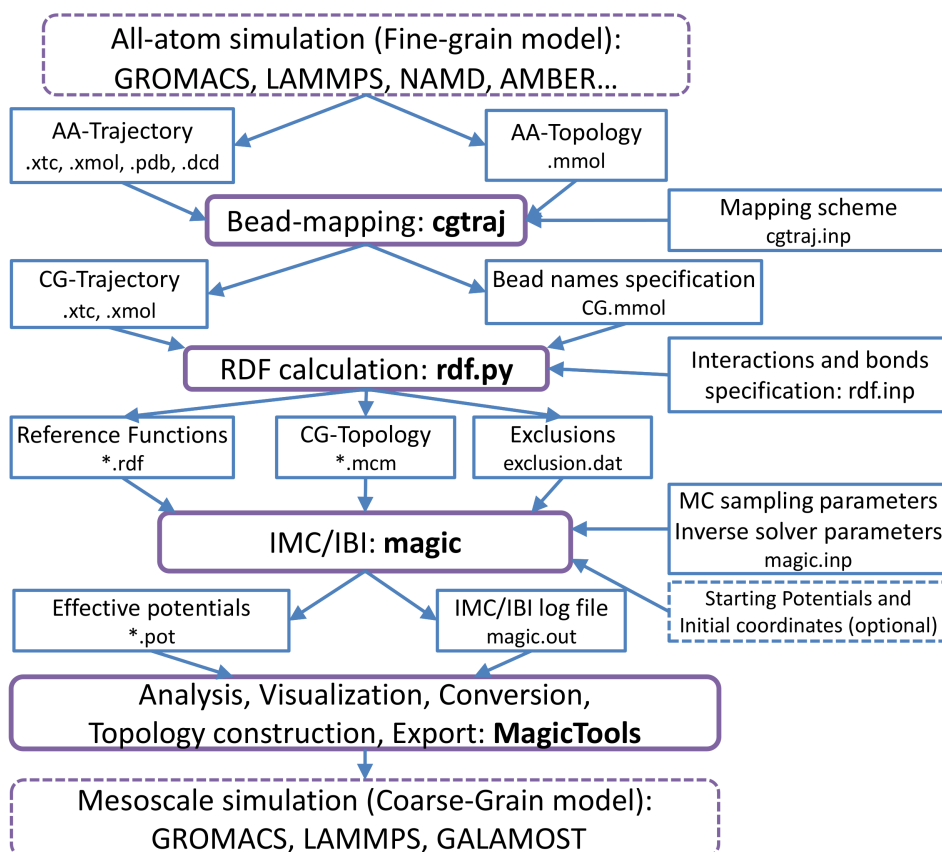 All-atom simulation (Fine-grain model):
GROMACS, LAMMPS, NAMD, AMBER...
AA-Trajectory
.xtc, .xmol, .pdb, .dcd
AA-Topology
.mmol
Bead-mapping: cgtraj
Mapping scheme
cgtraj.inp
CG-Trajectory
.xtc, .xmol
Bead names specification
CG.mmol
RDF calculation: rdf.py
Interactions and bonds
specification: rdf.inp
Reference Functions
*.rdf
CG-Topology
*.mcm
Exclusions
exclusion.dat
IMC/IBI: magic
MC sampling parameters
Inverse solver parameters
magic.inp
Starting Potentials and
Initial coordinates (optional)
Effective potentials
*.pot
IMC/IBI log file
magic.out
Analysis, Visualization, Conversion,
Topology construction, Export: MagicTools
Mesoscale simulation (Coarse-Grain model):
GROMACS, LAMMPS, GALAMOST